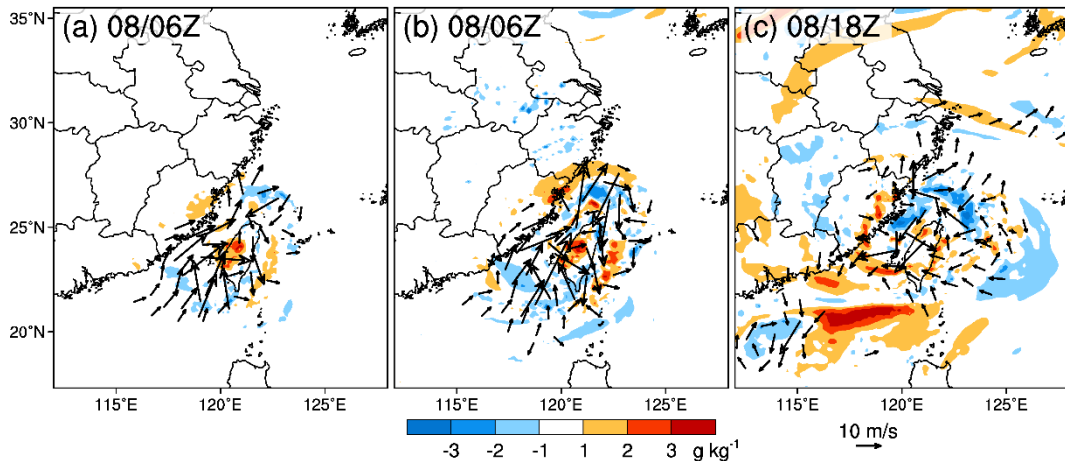 (a) 08/06Z (b) 08/06Z (c) 08/18Z
35°N
30°N
25°N
20°N
115°E 120°E 125°E 115°E 120°E 125°E 115°E 120°E 125°E
-3 -2 -1 1 2 3 g kg-1
10 m/s